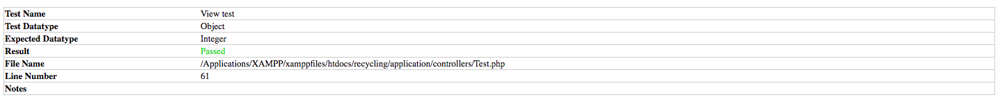 Test Name View test
Test Datatype Object
Expected Datatype Integer
Result Passed
File Name /Applications/XAMPP/xamppfiles/htdocs/recycling/application/controllers/Test.php
Line Number 61
Notes